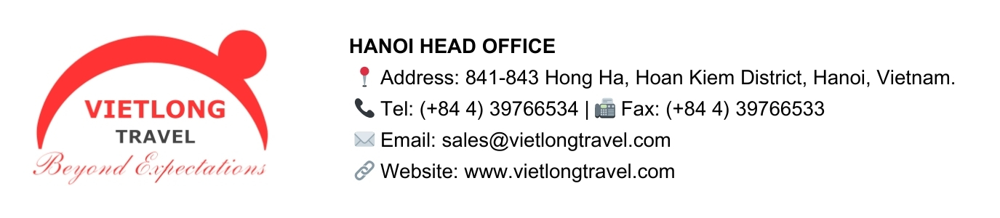 VIETLONG
TRAVEL
Beyond Expectations
HANOI HEAD OFFICE
📍 Address: 841-843 Hong Ha, Hoan Kiem District, Hanoi, Vietnam.
📞 Tel: (+84 4) 39766534 | 📠 Fax: (+84 4) 39766533
✉️ Email: sales@vietlongtravel.com
🔗 Website: www.vietlongtravel.com